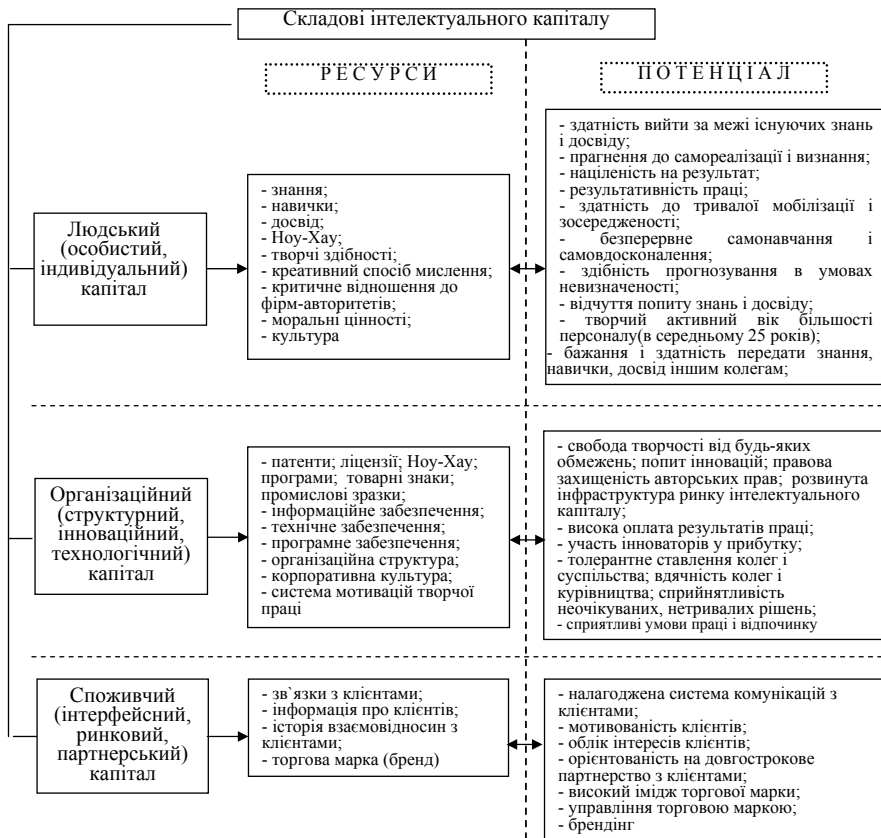 Складові інтелектуального капіталу
Р Е С У Р С И
П О Т Е Н Ц І А Л
Людський
(особистий,
індивідуальний)
капітал
- знання;
- навички;
- досвід;
- Ноу-Хау;
- творчі здібності;
- креативний спосіб мислення;
- критичне відношення до
фірм-авторитетів;
- моральні цінності;
- культура
- здатність вийти за межі існуючих знань
і досвіду;
- прагнення до самореалізації і визнання;
- націленість на результат;
- результативність праці;
- здатність до тривалої мобілізації і
зосередженості;
- безперервне самонавчання і
самовдосконалення;
- здібність прогнозування в умовах
невизначеності;
- відчуття попиту знань і досвіду;
- творчий активний вік більшості
персоналу(в середньому 25 років);
- бажання і здатність передати знання,
навички, досвід іншим колегам;
Організаційний
(структурний,
інноваційний,
технологічний)
капітал
- патенти; ліцензії; Ноу-Хау;
програми; товарні знаки;
промислові зразки;
- інформаційне забезпечення;
- технічне забезпечення;
- програмне забезпечення;
- організаційна структура;
- корпоративна культура;
- система мотивацій творчої
праці
- свобода творчості від будь-яких
обмежень; попит інновацій; правова
захищеність авторських прав; розвинута
інфраструктура ринку інтелектуального
капіталу;
- висока оплата результатів праці;
- участь інноваторів у прибутку;
- толерантне ставлення колег і
суспільства; вдячність колег і
курівництва; сприйнятливість
неочікуваних, нетривалих рішень;
- сприятливі умови праці і відпочинку
Споживчий
(інтерфейсний,
ринковий,
партнерський)
капітал
- зв`язки з клієнтами;
- інформація про клієнтів;
- історія взаємовідносин з
клієнтами;
- торгова марка (бренд)
- налагоджена система комунікацій з
клієнтами;
- мотивованість клієнтів;
- облік інтересів клієнтів;
- орієнтованість на довгострокове
партнерство з клієнтами;
- високий імідж торгової марки;
- управління торговою маркою;
- брендінг